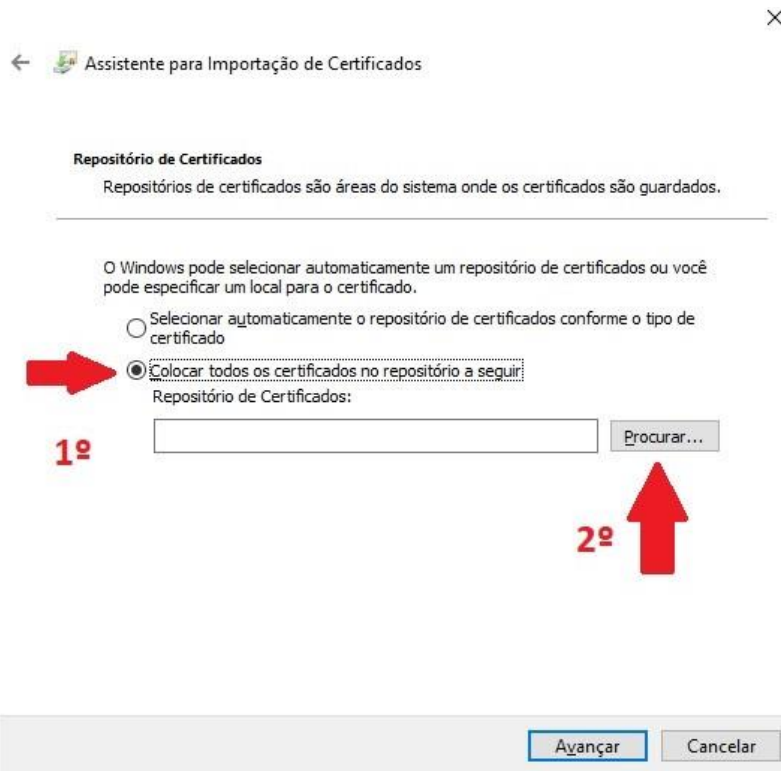 Assistente para Importação de Certificados
Repositório de Certificados
Repositórios de certificados são áreas do sistema onde os certificados são guardados.
O Windows pode selecionar automaticamente um repositório de certificados ou você
pode especificar um local para o certificado.
Selecionar automaticamente o repositório de certificados conforme o tipo de
certificado
Colocar todos os certificados no repositório a seguir
Repositório de Certificados:
Procurar...
1º
2º
Avançar
Cancelar